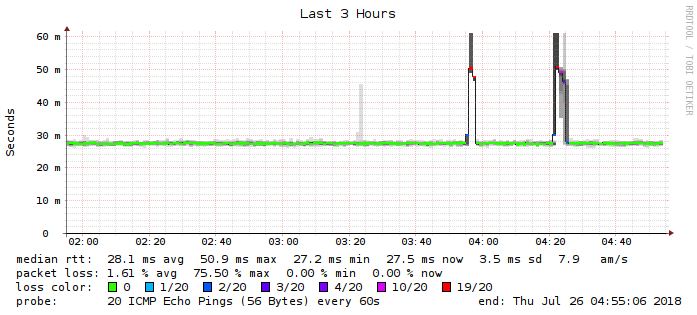 Last 3 Hours
RRDTOOL / TOBI OETIKER
Seconds
60 m
50 m
40 m
30 m
20 m
10 m
0
02:00 02:20 02:40 03:00 03:20 03:40 04:00 04:20 04:40
median rtt: 28.1 ms avg 50.9 ms max 27.2 ms min 27.5 ms now 3.5 ms sd 7.9 am/s
packet loss: 1.61 % avg 75.50 % max 0.00 % min 0.00 % now
loss color: 0 1/20 2/20 3/20 4/20 10/20 19/20
probe: 20 ICMP Echo Pings (56 Bytes) every 60s end: Thu Jul 26 04:55:06 2018